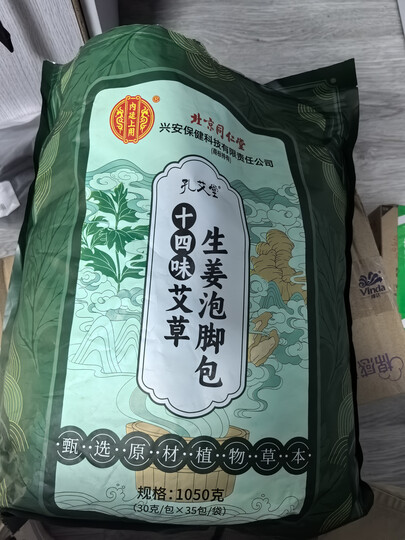 内廷上用
北京同仁堂
兴安保健科技有限责任公司
孔艾堂
十四味艾草
生姜泡脚包
甄·选·原·材·植·物·草·本
规格：1050克
（30克/包×35包/袋）
Vinda